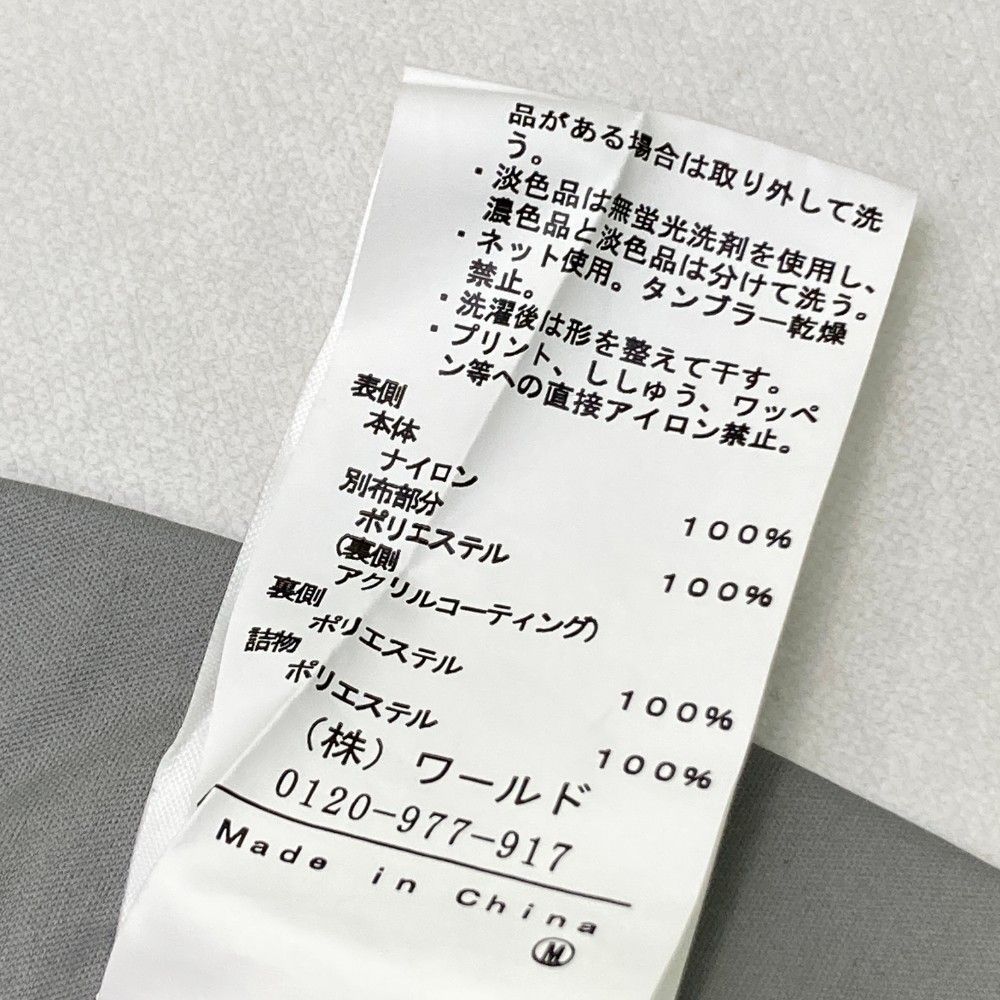 品がある場合は取り外して洗
う。
・淡色品は無蛍光洗剤を使用し、
濃色品と淡色品は分けて洗う。
・ネット使用。タンブラー乾燥
禁止。
・洗濯後は形を整えて干す。
・プリント、ししゅう、ワッペ
ン等への直接アイロン禁止。
表側
本体
ナイロン 100%
別布部分
ポリエステル 100%
(裏側
アクリルコーティング)
裏側
ポリエステル 100%
詰物
ポリエステル 100%
(株)ワールド
0120-977-917
Made in China
M